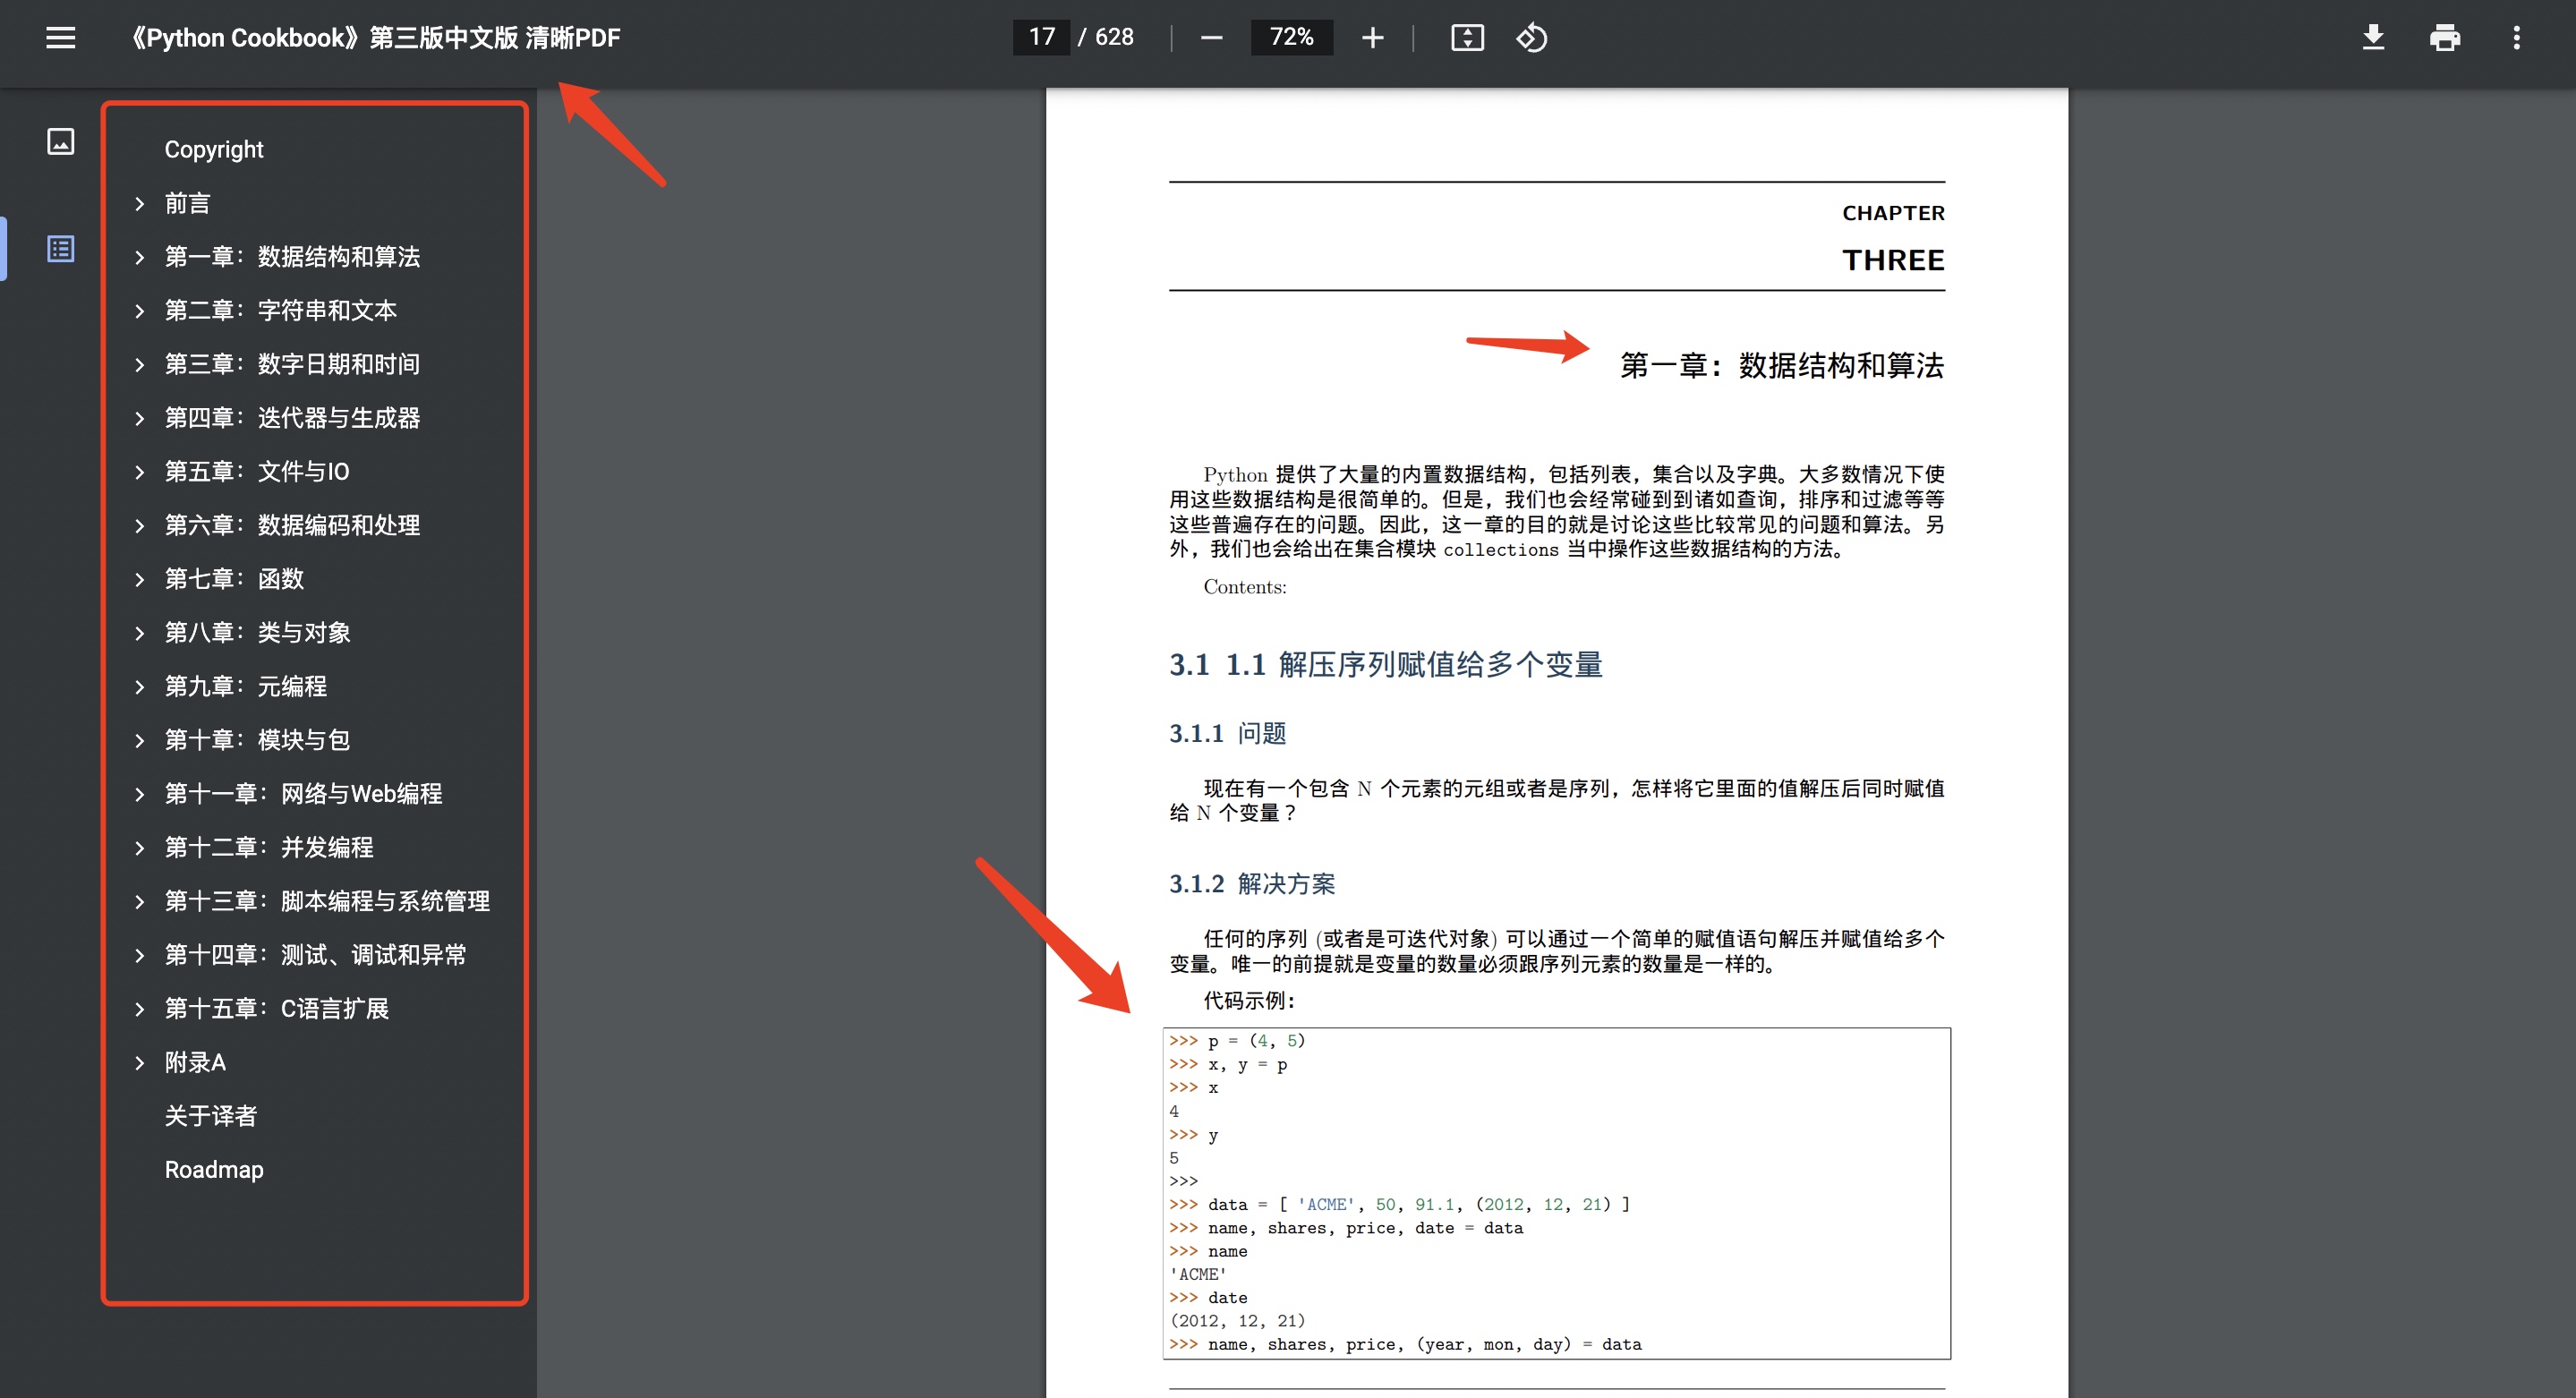 《Python Cookbook》第三版中文版 清晰PDF
17 / 628
72%
Copyright
前言
第一章：数据结构和算法
第二章：字符串和文本
第三章：数字日期和时间
第四章：迭代器与生成器
第五章：文件与IO
第六章：数据编码和处理
第七章：函数
第八章：类与对象
第九章：元编程
第十章：模块与包
第十一章：网络与Web编程
第十二章：并发编程
第十三章：脚本编程与系统管理
第十四章：测试、调试和异常
第十五章：C语言扩展
附录A
关于译者
Roadmap
CHAPTER
THREE
第一章：数据结构和算法
Python 提供了大量的内置数据结构，包括列表，集合以及字典。大多数情况下使
用这些数据结构是很简单的。但是，我们也会经常碰到到诸如查询，排序和过滤等等
这些普遍存在的问题。因此，这一章的目的就是讨论这些比较常见的问题和算法。另
外，我们也会给出在集合模块 collections 当中操作这些数据结构的方法。
Contents:
3.1 1.1 解压序列赋值给多个变量
3.1.1 问题
现在有一个包含 N 个元素的元组或者是序列，怎样将它里面的值解压后同时赋值
给 N 个变量？
3.1.2 解决方案
任何的序列 (或者是可迭代对象) 可以通过一个简单的赋值语句解压并赋值给多个
变量。唯一的前提就是变量的数量必须跟序列元素的数量是一样的。
代码示例：
>>> p = (4, 5)
>>> x, y = p
>>> x
4
>>> y
5
>>>
>>> data = [ 'ACME', 50, 91.1, (2012, 12, 21) ]
>>> name, shares, price, date = data
>>> name
'ACME'
>>> date
(2012, 12, 21)
>>> name, shares, price, (year, mon, day) = data